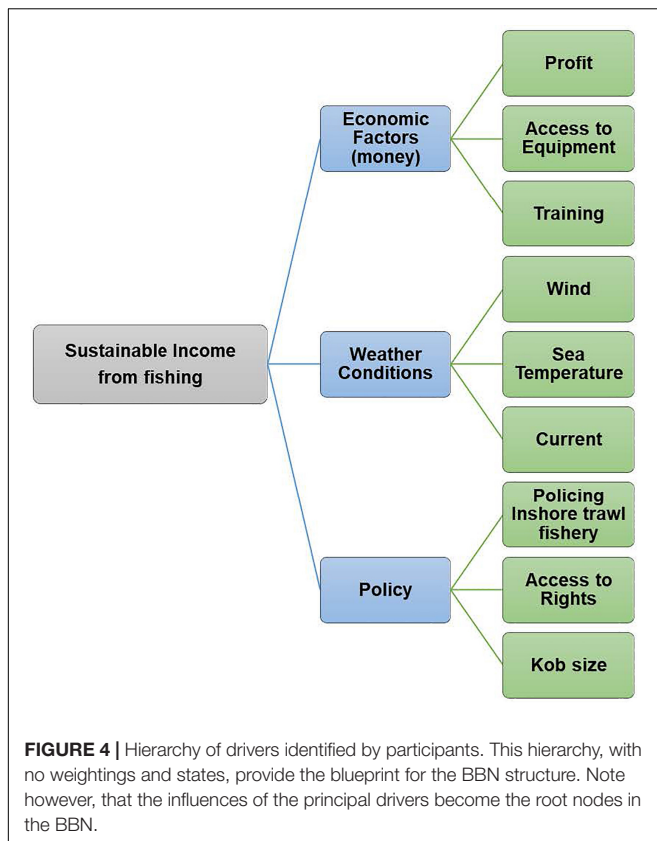 Sustainable Income
from fishing
Economic
Factors
(money)
Profit
Access to
Equipment
Training
Weather
Conditions
Wind
Sea
Temperature
Current
Policy
Policing
Inshore trawl
fishery
Access to
Rights
Kob size
FIGURE 4 | Hierarchy of drivers identified by participants. This hierarchy, with
no weightings and states, provide the blueprint for the BBN structure. Note
however, that the influences of the principal drivers become the root nodes in
the BBN.